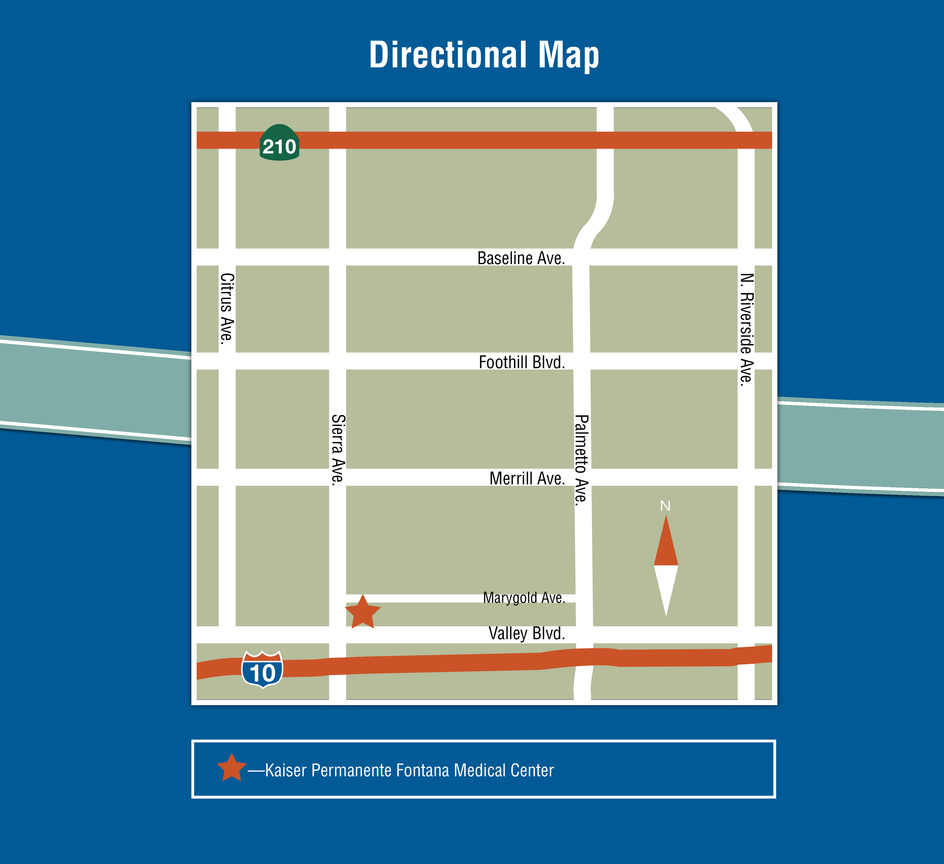 Directional Map
210
Baseline Ave.
Citrus Ave.
N. Riverside Ave.
Foothill Blvd.
Sierra Ave.
Palmetto Ave.
Merrill Ave.
N
Marygold Ave.
Valley Blvd.
10
—Kaiser Permanente Fontana Medical Center